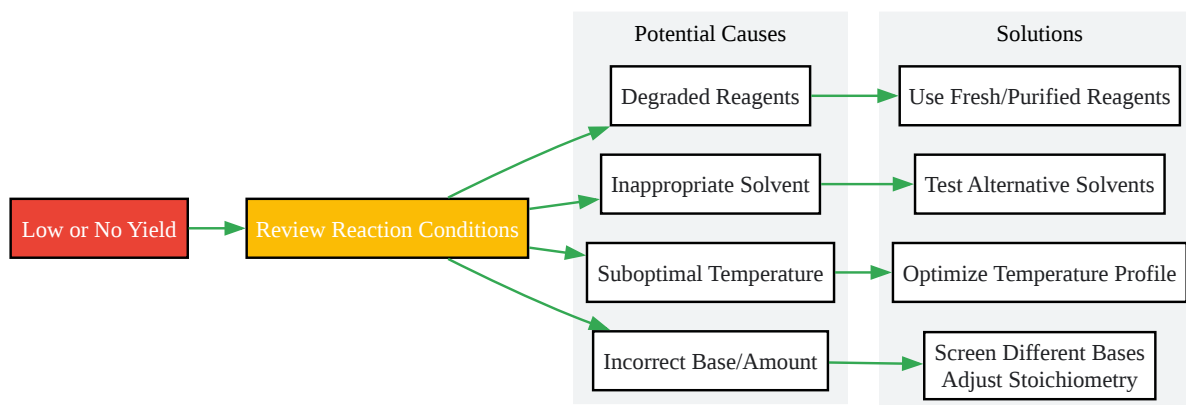 Potential Causes
Solutions
Degraded Reagents
Use Fresh/Purified Reagents
Inappropriate Solvent
Test Alternative Solvents
Low or No Yield
Review Reaction Conditions
Suboptimal Temperature
Optimize Temperature Profile
Incorrect Base/Amount
Screen Different Bases
Adjust Stoichiometry